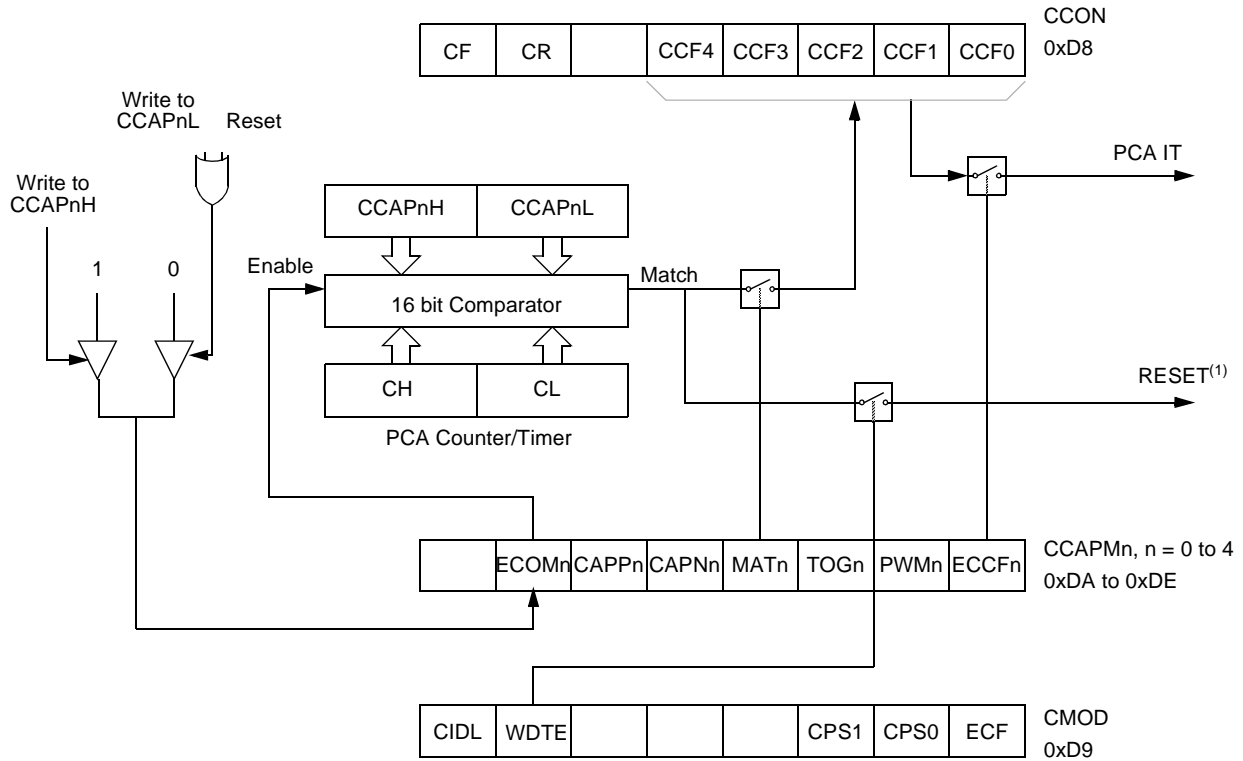 CCON
0xD8
CF CR CCF4 CCF3 CCF2 CCF1 CCF0
Write to
CCAPnL Reset
PCA IT
Write to
CCAPnH
CCAPnH CCAPnL
1 0
Enable
Match
16 bit Comparator
CH CL
RESET(1)
PCA Counter/Timer
ECOMn CAPPn CAPNn MATn TOGn PWMn ECCFn
CCAPMn, n = 0 to 4
0xDA to 0xDE
CIDL WDTE CPS1 CPS0 ECF
CMOD
0xD9